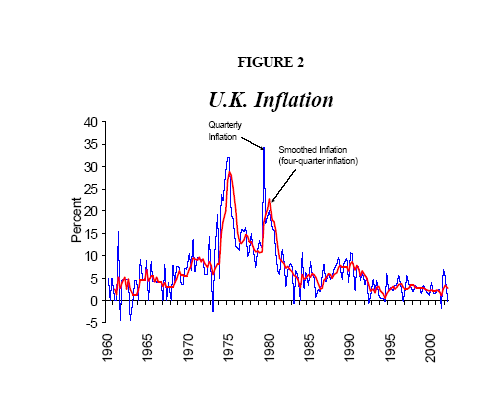 FIGURE 2
U.K. Inflation
Quarterly
Inflation
Smoothed Inflation
(four-quarter inflation)
Percent
40
35
30
25
20
15
10
5
0
-5
1960
1965
1970
1975
1980
1985
1990
1995
2000